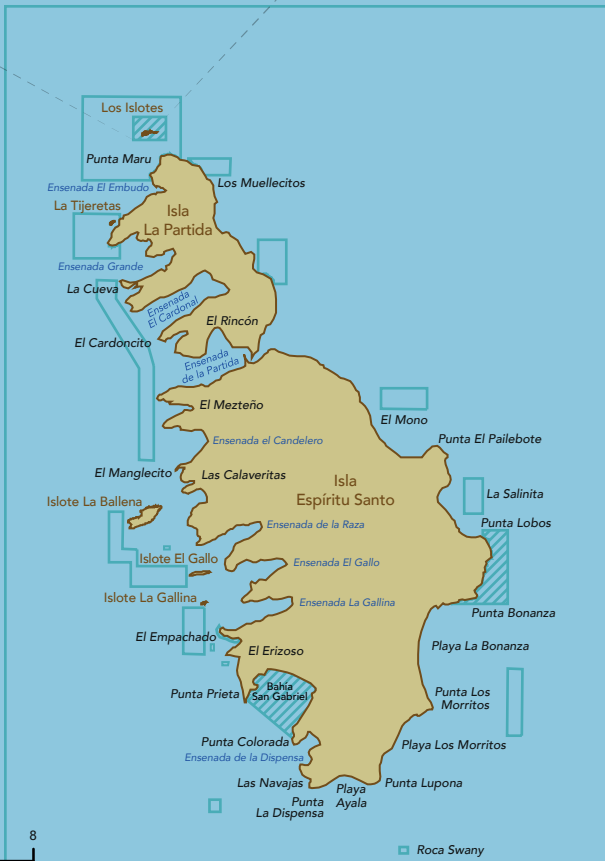 Los Islotes
Punta Maru
Los Muellecitos
Ensenada El Embudo
La Tijeretas
Isla
La Partida
Ensenada Grande
La Cueva
Ensenada
El Cardonal
El Rincón
El Cardoncito
Ensenada
de la Partida
El Mezteño
El Mono
Punta El Pailebote
Ensenada el Candelero
El Manglecito
Las Calaveritas
Isla
Espíritu Santo
La Salinita
Islote La Ballena
Punta Lobos
Ensenada de la Raza
Islote El Gallo
Ensenada El Gallo
Islote La Gallina
Ensenada La Gallina
Punta Bonanza
El Empachado
El Erizoso
Playa La Bonanza
Punta Prieta
Bahía
San Gabriel
Punta Los
Morritos
Punta Colorada
Playa Los Morritos
Ensenada de la Dispensa
Las Navajas
Playa
Ayala
Punta Lupona
Punta
La Dispensa
8
Roca Swany